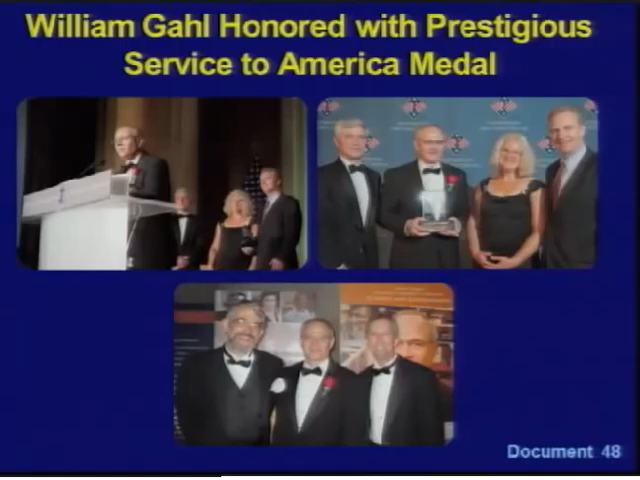 William Gahl Honored with Prestigious
Service to America Medal
Document 48